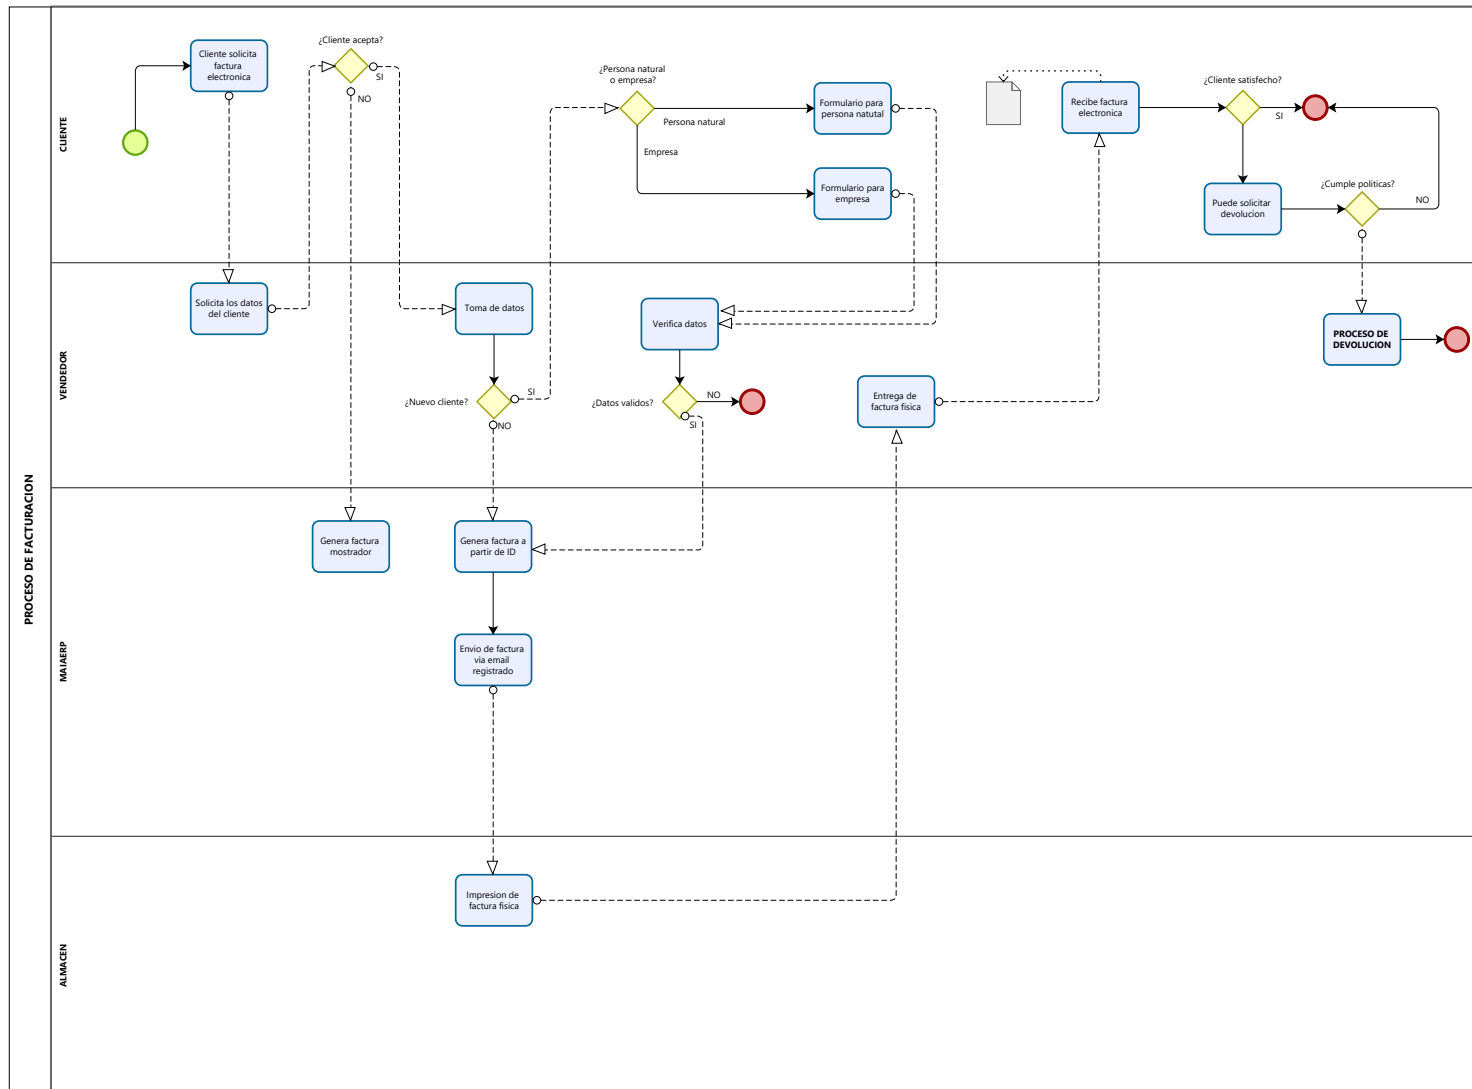 PROCESO DE FACTURACION
CLIENTE
Cliente solicita
factura
electronica
¿Cliente acepta?
SI
NO
¿Persona natural
o empresa?
Persona natural
Empresa
Formulario para
persona natutal
Formulario para
empresa
Recibe factura
electronica
¿Cliente satisfecho?
SI
Puede solicitar
devolucion
¿Cumple politicas?
NO
VENDEDOR
Solicita los datos
del cliente
Toma de datos
¿Nuevo cliente?
SI
NO
Verifica datos
¿Datos validos?
NO
SI
Entrega de
factura fisica
PROCESO DE
DEVOLUCION
MAIAERP
Genera factura
mostrador
Genera factura a
partir de ID
Envio de factura
via email
registrado
ALMACEN
Impresion de
factura fisica